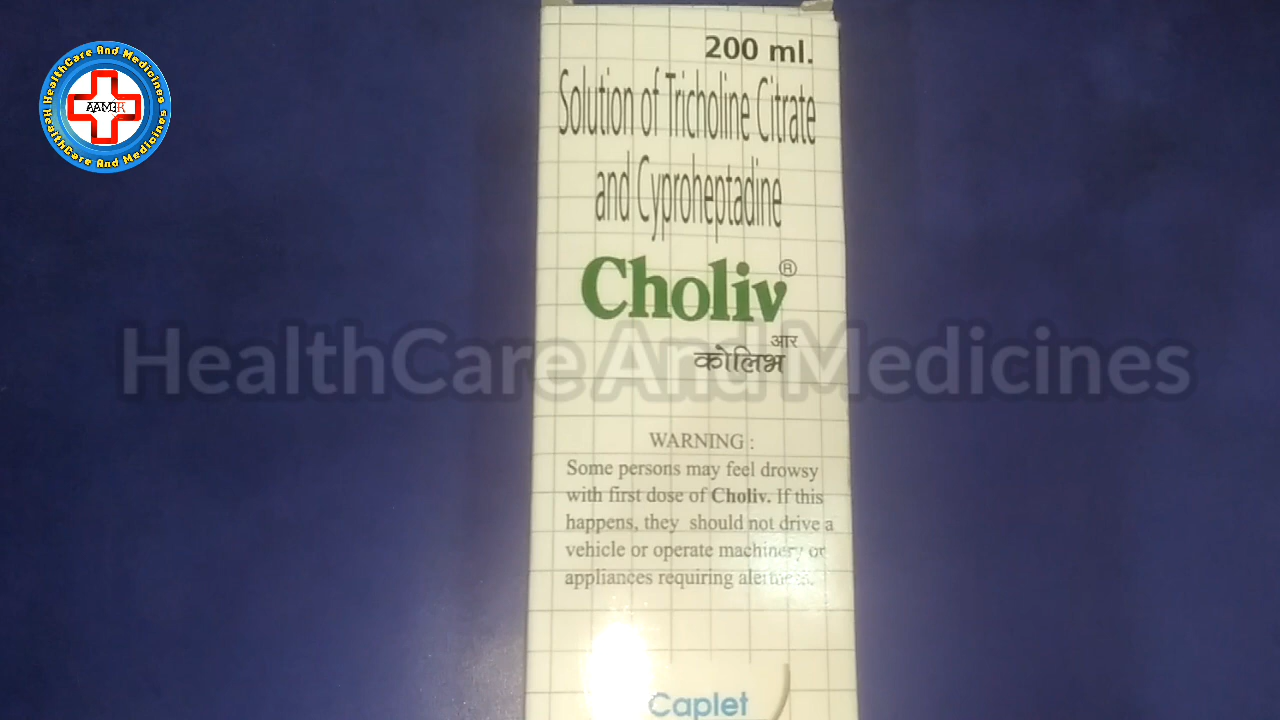 HealthCare And Medicines
AAMIR
HealthCare And Medicines
200 ml.
Solution of Tricholine Citrate
and Cyproheptadine
Choliv®
आर
कोलिभ
HealthCare And Medicines
WARNING :
Some persons may feel drowsy
with first dose of Choliv. If this
happens, they should not drive a
vehicle or operate machinery or
appliances requiring alertness.
Caplet